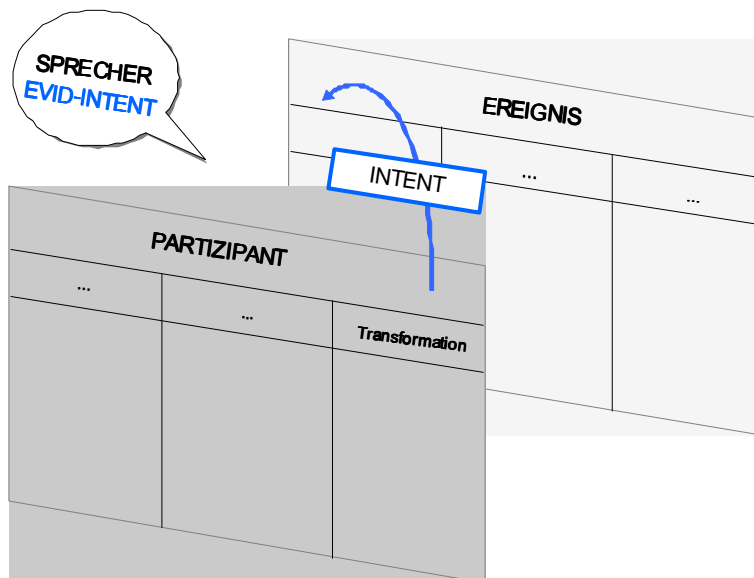 SPRECHER
EVID-INTENT
EREIGNIS
...
...
INTENT
PARTIZIPANT
...
...
Transformation